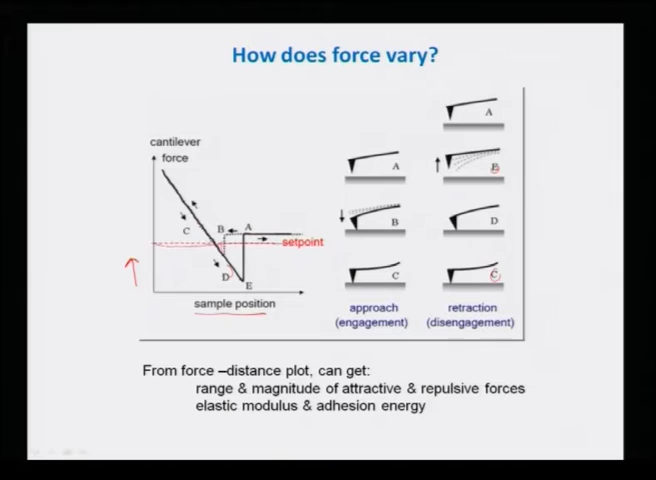 How does force vary?
cantilever
force
C
B
A
setpoint
D
E
sample position
A
B
C
approach
(engagement)
A
E
D
C
retraction
(disengagement)
From force –distance plot, can get:
range & magnitude of attractive & repulsive forces
elastic modulus & adhesion energy